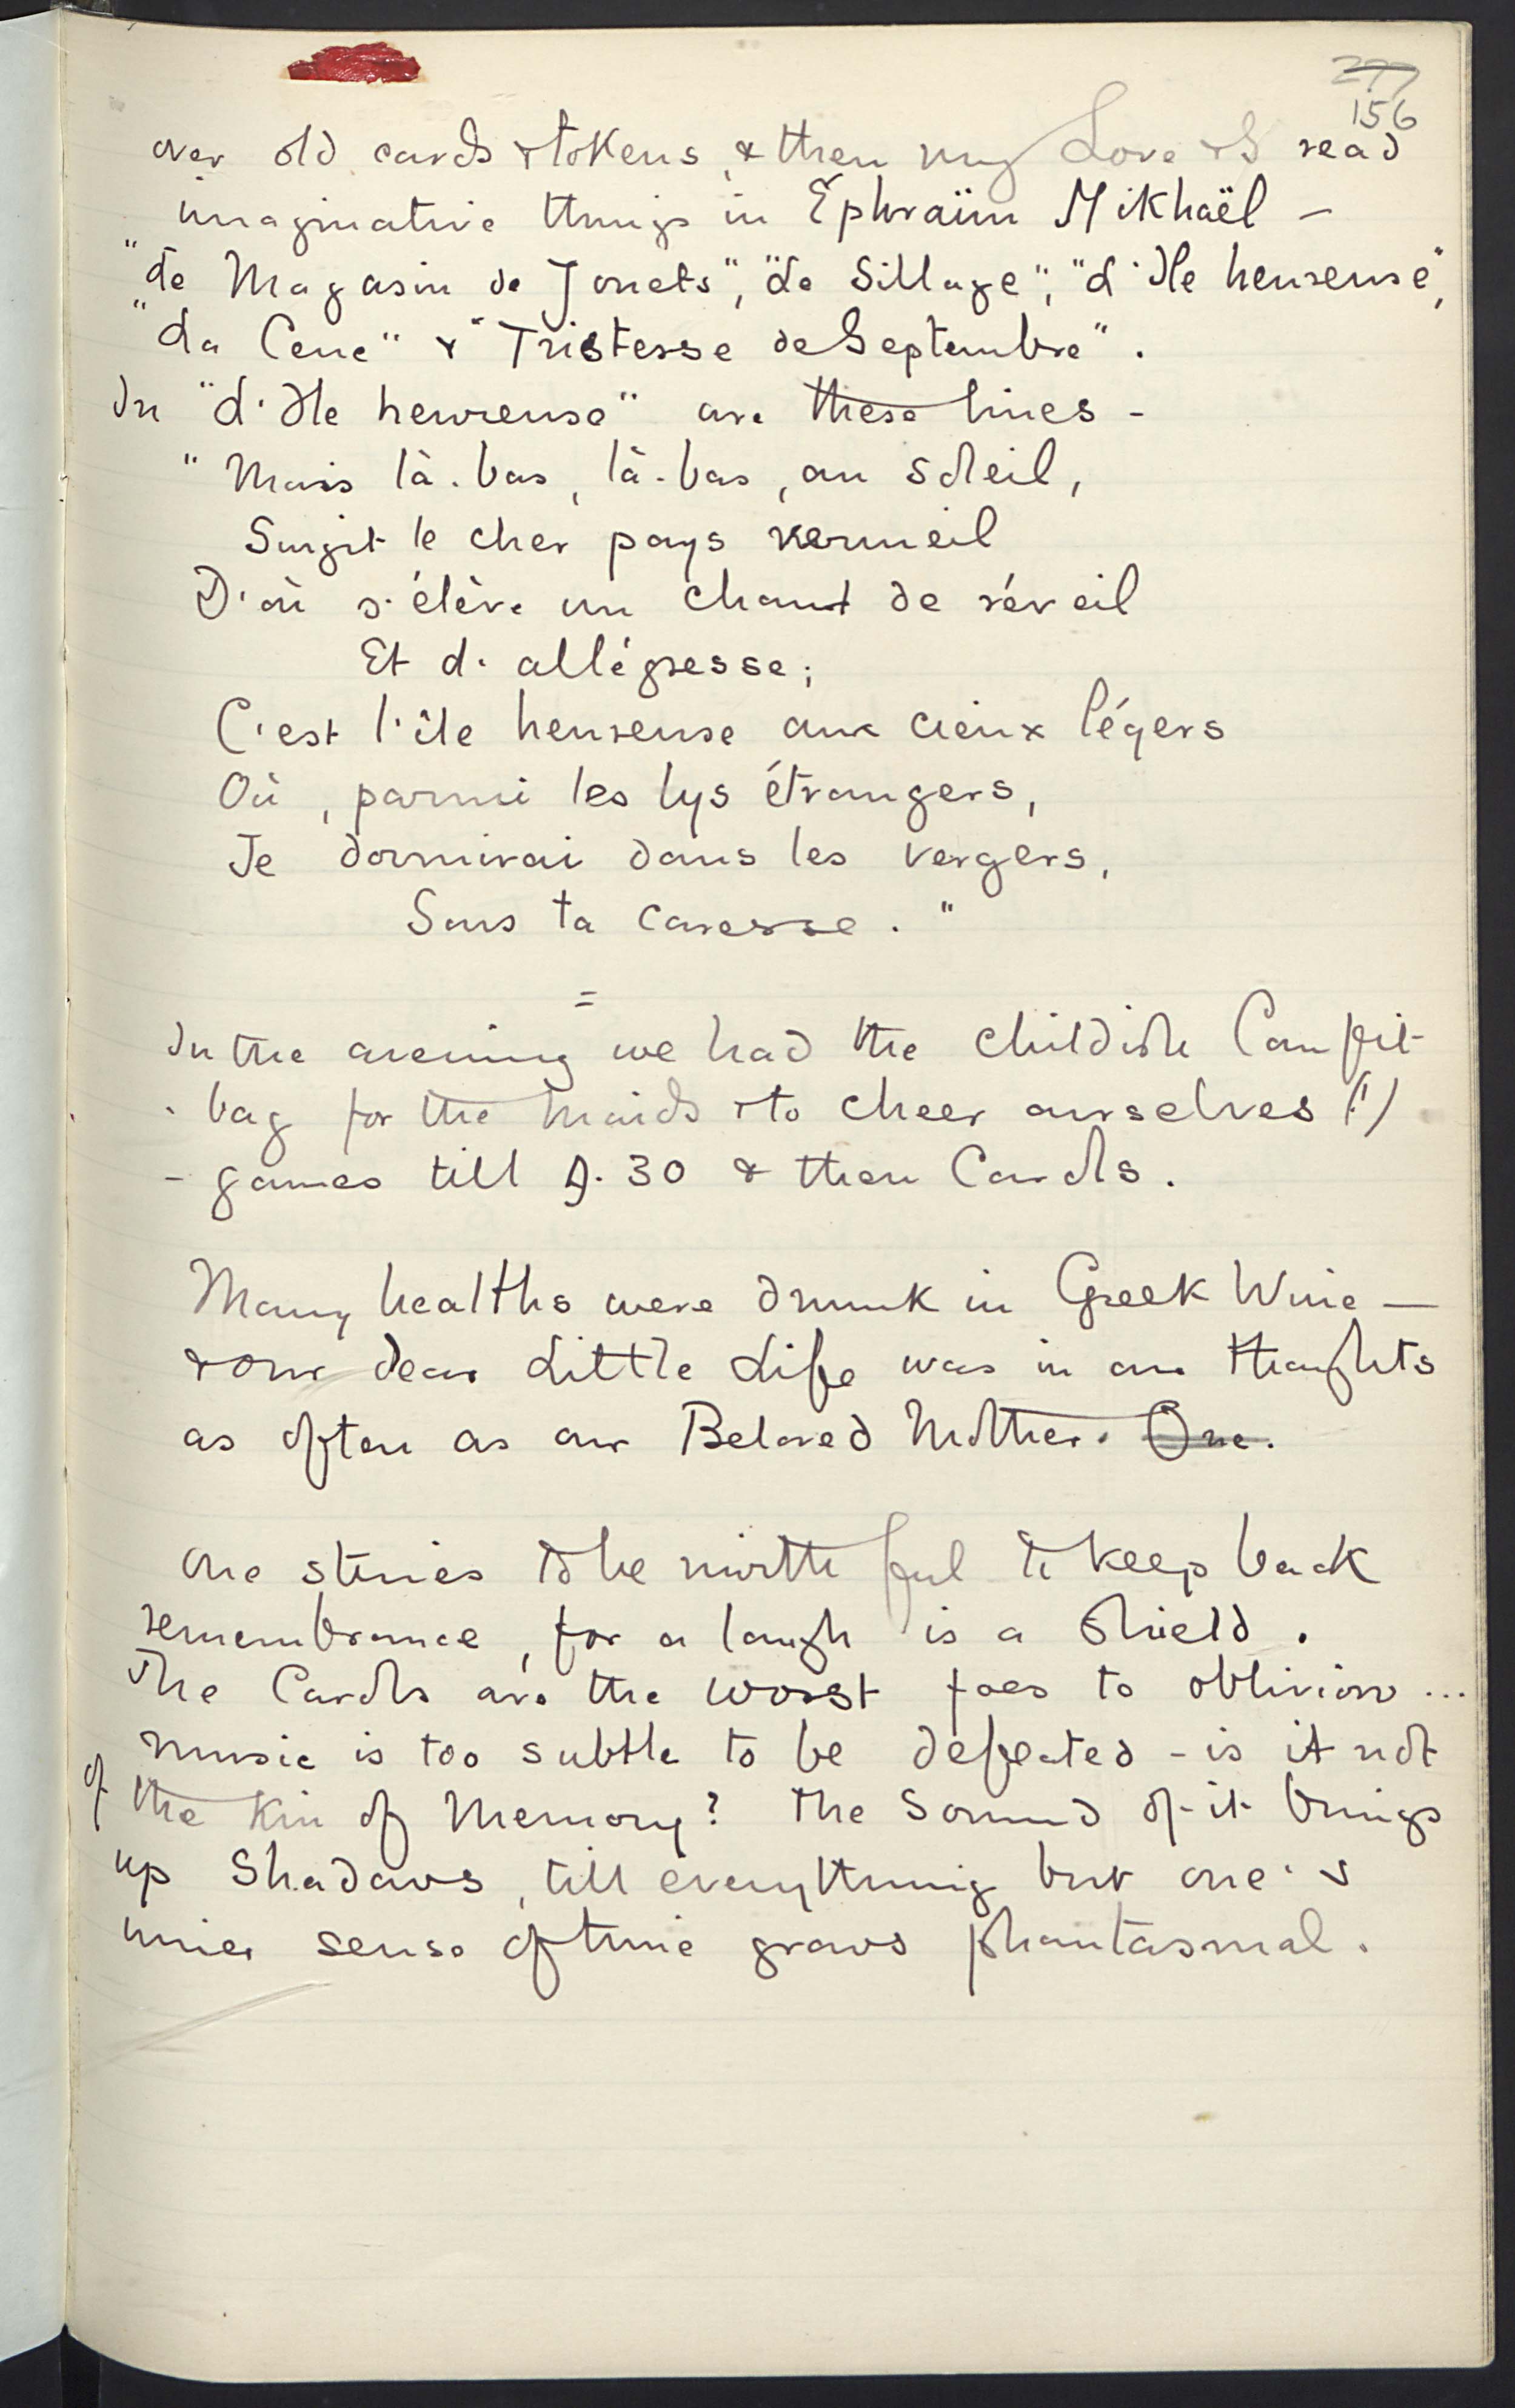 277
156
over old cards & tokens, & then my Love & I read
imaginative things in Ephraïm Mikhaël –
"Le Magasin de Jouets", "Le Sillage", "L'Ile heureuse",
"La Cene" & "Tristesse de Septembre".
In "L'Ile heureuse" are these lines -
"Mais là-bas, là-bas, au soleil,
Surgit le cher pays vermeil
D'où s'élève un chant de réveil
Et d'allégresse;
C'est l'île heureuse aux cieux légers
Où, parmi les lys étrangers,
Je dormirai dans les vergers,
Sous ta caresse."
=
In the evening we had the childish Comfit-
-bag for the Maids & to cheer ourselves (!)
- games till 9.30 & then Carols.
Many healths were drunk in Greek Wine —
& our dear Little Life was in our thoughts
as often as our Beloved Mother-One.
One strives to be mirthful to keep back
remembrance, for a laugh is a shield.
The Carols are the worst foes to oblivion ...
music is too subtle to be defeated - is it not
of the Kin of Memory? The Sound of it brings
up Shadows, till everything but one's
inner sense of time grows phantasmal.